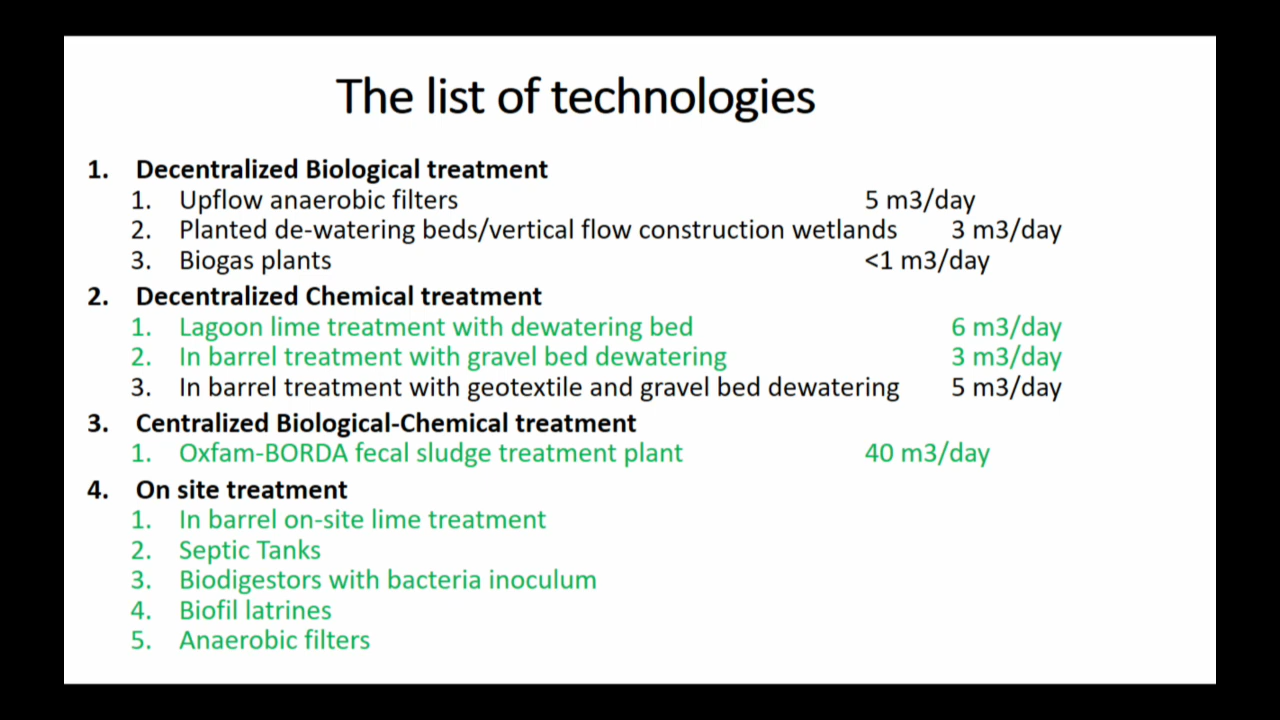 The list of technologies
1. Decentralized Biological treatment
1. Upflow anaerobic filters 5 m3/day
2. Planted de-watering beds/vertical flow construction wetlands 3 m3/day
3. Biogas plants <1 m3/day
2. Decentralized Chemical treatment
1. Lagoon lime treatment with dewatering bed 6 m3/day
2. In barrel treatment with gravel bed dewatering 3 m3/day
3. In barrel treatment with geotextile and gravel bed dewatering 5 m3/day
3. Centralized Biological-Chemical treatment
1. Oxfam-BORDA fecal sludge treatment plant 40 m3/day
4. On site treatment
1. In barrel on-site lime treatment
2. Septic Tanks
3. Biodigestors with bacteria inoculum
4. Biofil latrines
5. Anaerobic filters